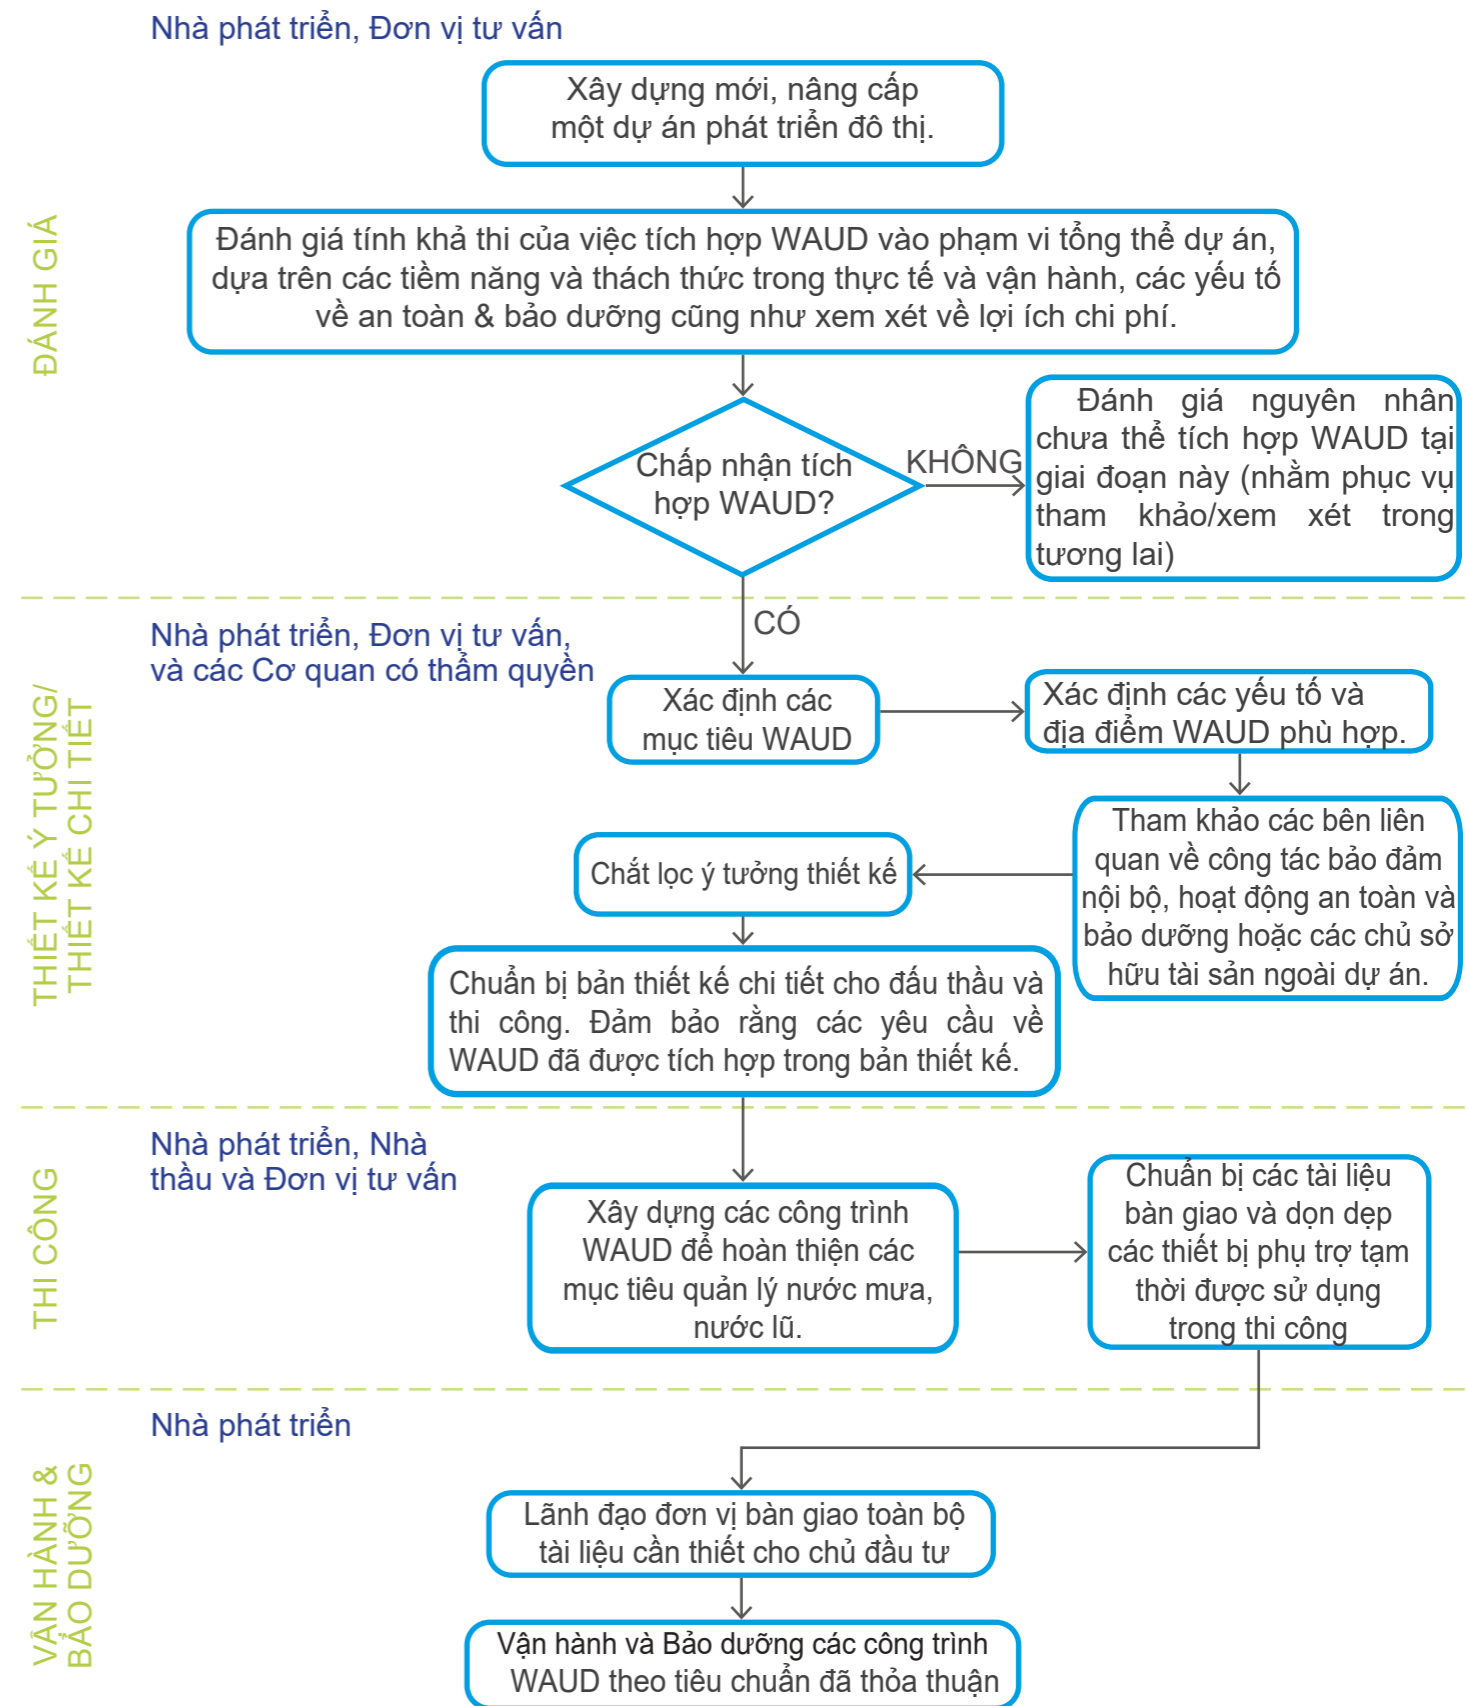 Nhà phát triển, Đơn vị tư vấn
Xây dựng mới, nâng cấp
một dự án phát triển đô thị.
ĐÁNH GIÁ
Đánh giá tính khả thi của việc tích hợp WAUD vào phạm vi tổng thể dự án,
dựa trên các tiềm năng và thách thức trong thực tế và vận hành, các yếu tố
về an toàn & bảo dưỡng cũng như xem xét về lợi ích chi phí.
Chấp nhận tích
hợp WAUD?
KHÔNG
Đánh giá nguyên nhân
chưa thể tích hợp WAUD tại
giai đoạn này (nhằm phục vụ
tham khảo/xem xét trong
tương lai)
CÓ
THIẾT KẾ Ý TƯỞNG/
THIẾT KẾ CHI TIẾT
Nhà phát triển, Đơn vị tư vấn,
và các Cơ quan có thẩm quyền
Xác định các
mục tiêu WAUD
Xác định các yếu tố và
địa điểm WAUD phù hợp.
Tham khảo các bên liên
quan về công tác bảo đảm
nội bộ, hoạt động an toàn và
bảo dưỡng hoặc các chủ sở
hữu tài sản ngoài dự án.
Chắt lọc ý tưởng thiết kế
Chuẩn bị bản thiết kế chi tiết cho đấu thầu và
thi công. Đảm bảo rằng các yêu cầu về
WAUD đã được tích hợp trong bản thiết kế.
THI CÔNG
Nhà phát triển, Nhà
thầu và Đơn vị tư vấn
Xây dựng các công trình
WAUD để hoàn thiện các
mục tiêu quản lý nước mưa,
nước lũ.
Chuẩn bị các tài liệu
bàn giao và dọn dẹp
các thiết bị phụ trợ tạm
thời được sử dụng
trong thi công
VẬN HÀNH &
BẢO DƯỠNG
Nhà phát triển
Lãnh đạo đơn vị bàn giao toàn bộ
tài liệu cần thiết cho chủ đầu tư
Vận hành và Bảo dưỡng các công trình
WAUD theo tiêu chuẩn đã thỏa thuận